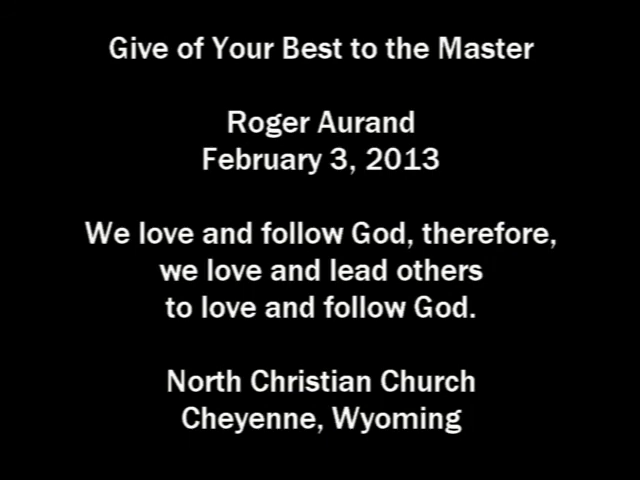 Give of Your Best to the Master
Roger Aurand
February 3, 2013
We love and follow God, therefore,
we love and lead others
to love and follow God.
North Christian Church
Cheyenne, Wyoming